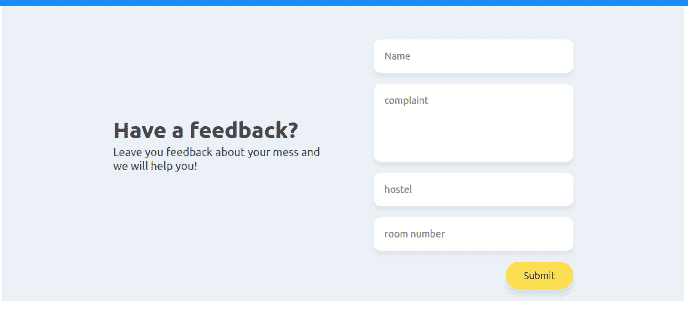 Have a feedback?
Leave you feedback about your mess and
we will help you!
Name
complaint
hostel
room number
Submit